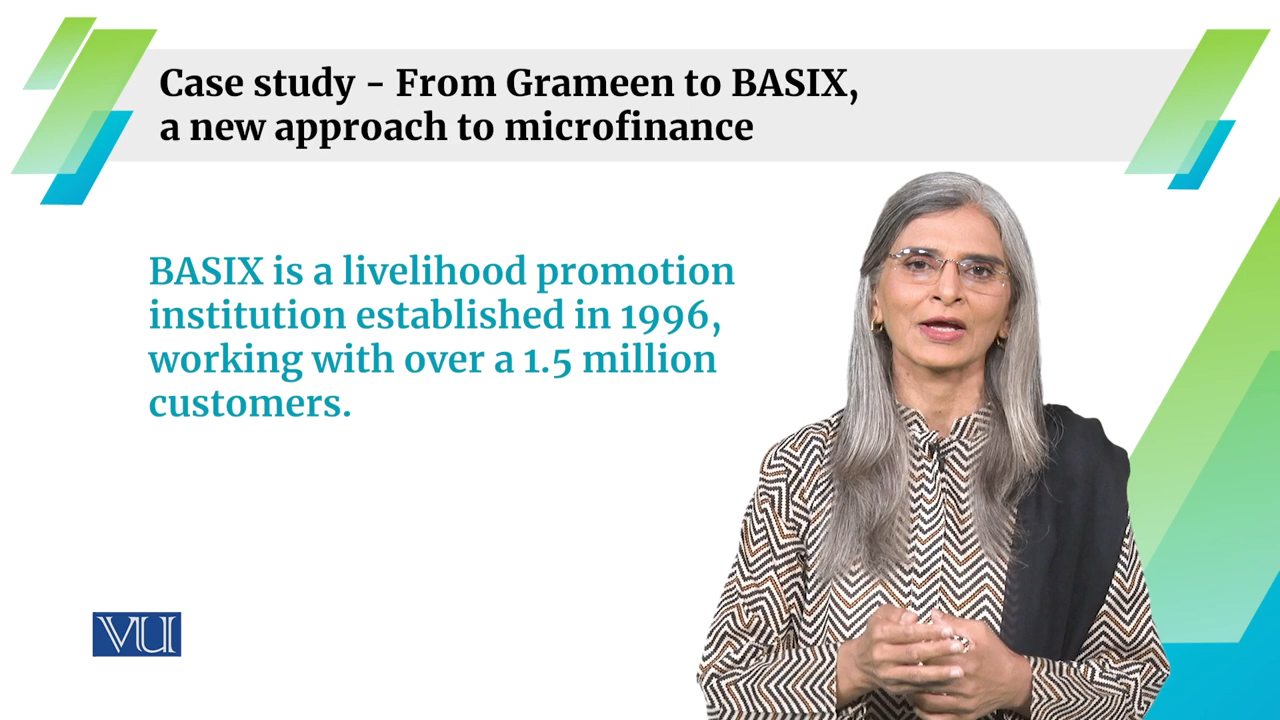 Case study - From Grameen to BASIX,
a new approach to microfinance
BASIX is a livelihood promotion
institution established in 1996,
working with over a 1.5 million
customers.
VU